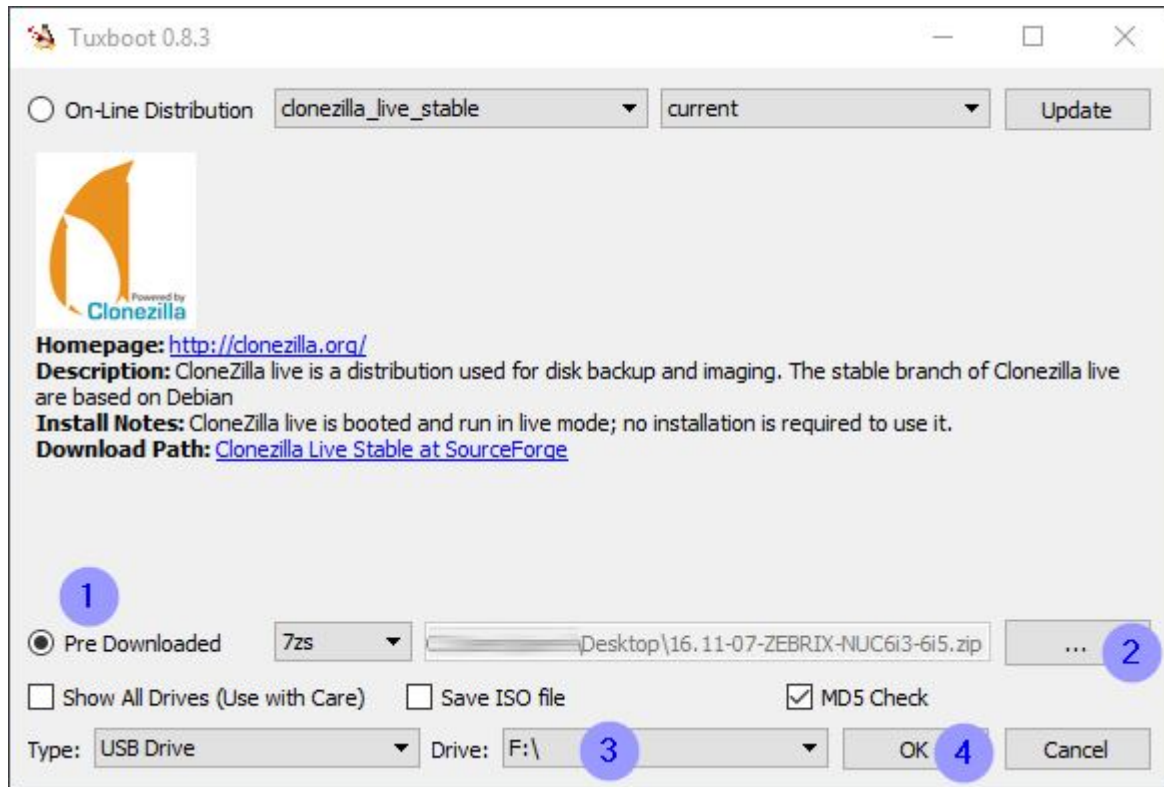 Tuxboot 0.8.3
On-Line Distribution clonezilla_live_stable current Update
Powered by
Clonezilla
Homepage: http://clonezilla.org/
Description: CloneZilla live is a distribution used for disk backup and imaging. The stable branch of Clonezilla live
are based on Debian
Install Notes: CloneZilla live is booted and run in live mode; no installation is required to use it.
Download Path: Clonezilla Live Stable at SourceForge
1
Pre Downloaded 7zs \Desktop\16.11-07-ZEBRIX-NUC6i3-6i5.zip ... 2
Show All Drives (Use with Care) Save ISO file MD5 Check
Type: USB Drive Drive: F:\ 3 OK 4 Cancel